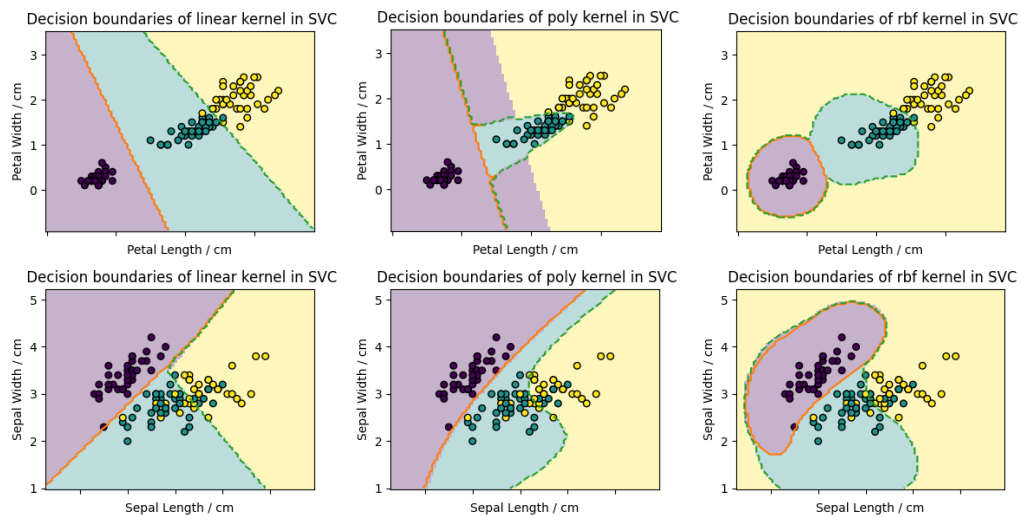 Decision boundaries of linear kernel in SVC
3
2
1
0
Petal Width / cm
Petal Length / cm
Decision boundaries of poly kernel in SVC
3
2
1
0
Petal Width / cm
Petal Length / cm
Decision boundaries of rbf kernel in SVC
3
2
1
0
Petal Width / cm
Petal Length / cm
Decision boundaries of linear kernel in SVC
5
4
3
2
1
Sepal Width / cm
Sepal Length / cm
Decision boundaries of poly kernel in SVC
5
4
3
2
1
Sepal Width / cm
Sepal Length / cm
Decision boundaries of rbf kernel in SVC
5
4
3
2
1
Sepal Width / cm
Sepal Length / cm